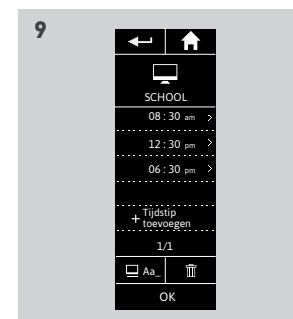 9
SCHOOL
08 : 30 am >
12 : 30 pm >
06 : 30 pm >
+ Tijdstip
toevoegen
1/1
Aa_
OK